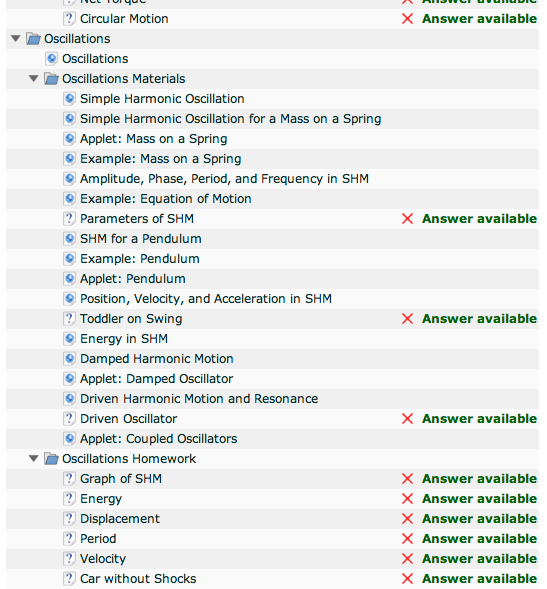 Net Torque Answer available
Circular Motion Answer available
Oscillations
Oscillations
Oscillations Materials
Simple Harmonic Oscillation
Simple Harmonic Oscillation for a Mass on a Spring
Applet: Mass on a Spring
Example: Mass on a Spring
Amplitude, Phase, Period, and Frequency in SHM
Example: Equation of Motion
Parameters of SHM Answer available
SHM for a Pendulum
Example: Pendulum
Applet: Pendulum
Position, Velocity, and Acceleration in SHM
Toddler on Swing Answer available
Energy in SHM
Damped Harmonic Motion
Applet: Damped Oscillator
Driven Harmonic Motion and Resonance
Driven Oscillator Answer available
Applet: Coupled Oscillators
Oscillations Homework
Graph of SHM Answer available
Energy Answer available
Displacement Answer available
Period Answer available
Velocity Answer available
Car without Shocks Answer available